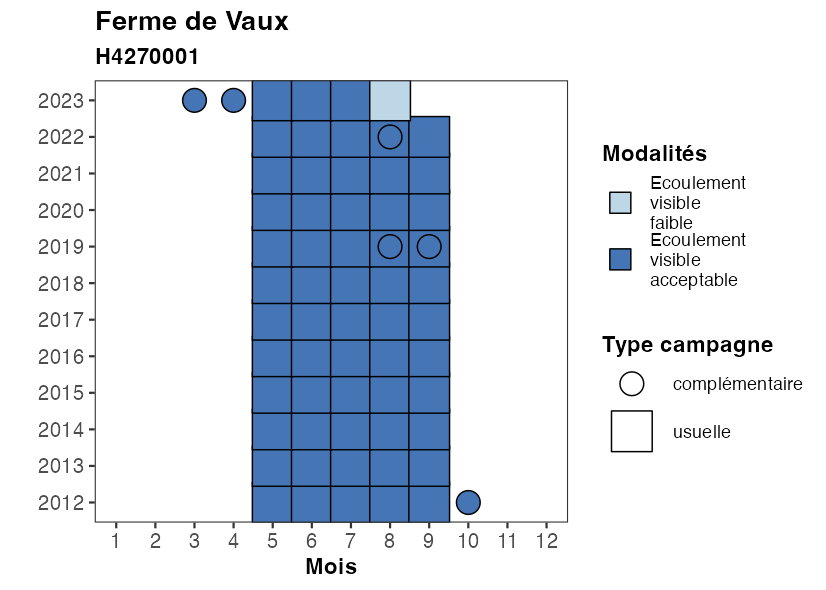 Ferme de Vaux
H4270001
2023
2022
2021
2020
2019
2018
2017
2016
2015
2014
2013
2012
1 2 3 4 5 6 7 8 9 10 11 12
Mois
Modalités
Ecoulement
visible
faible
Ecoulement
visible
acceptable
Type campagne
complémentaire
usuelle